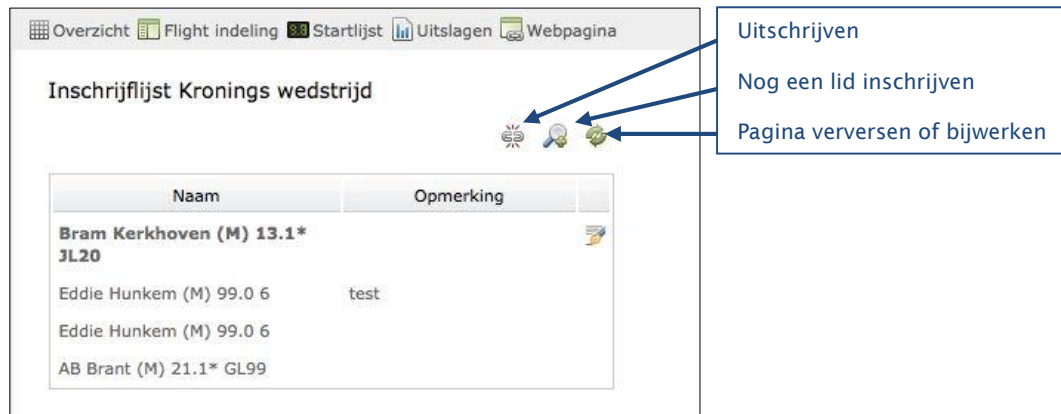 Overzicht Flight indeling Startlijst Uitslagen Webpagina
Inschrijflijst Kronings wedstrijd
Naam Opmerking
Bram Kerkhoven (M) 13.1*
JL20
Eddie Hunkem (M) 99.0 6 test
Eddie Hunkem (M) 99.0 6
AB Brant (M) 21.1* GL99
Uitschrijven
Nog een lid inschrijven
Pagina verversen of bijwerken